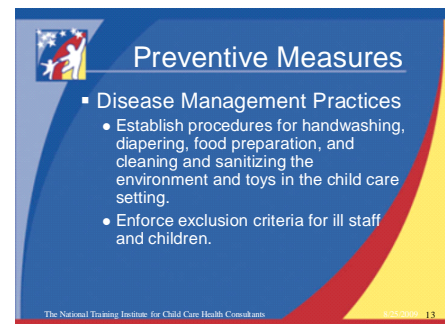 Preventive Measures
▪ Disease Management Practices
● Establish procedures for handwashing,
diapering, food preparation, and
cleaning and sanitizing the
environment and toys in the child care
setting.
● Enforce exclusion criteria for ill staff
and children.
The National Training Institute for Child Care Health Consultants
13